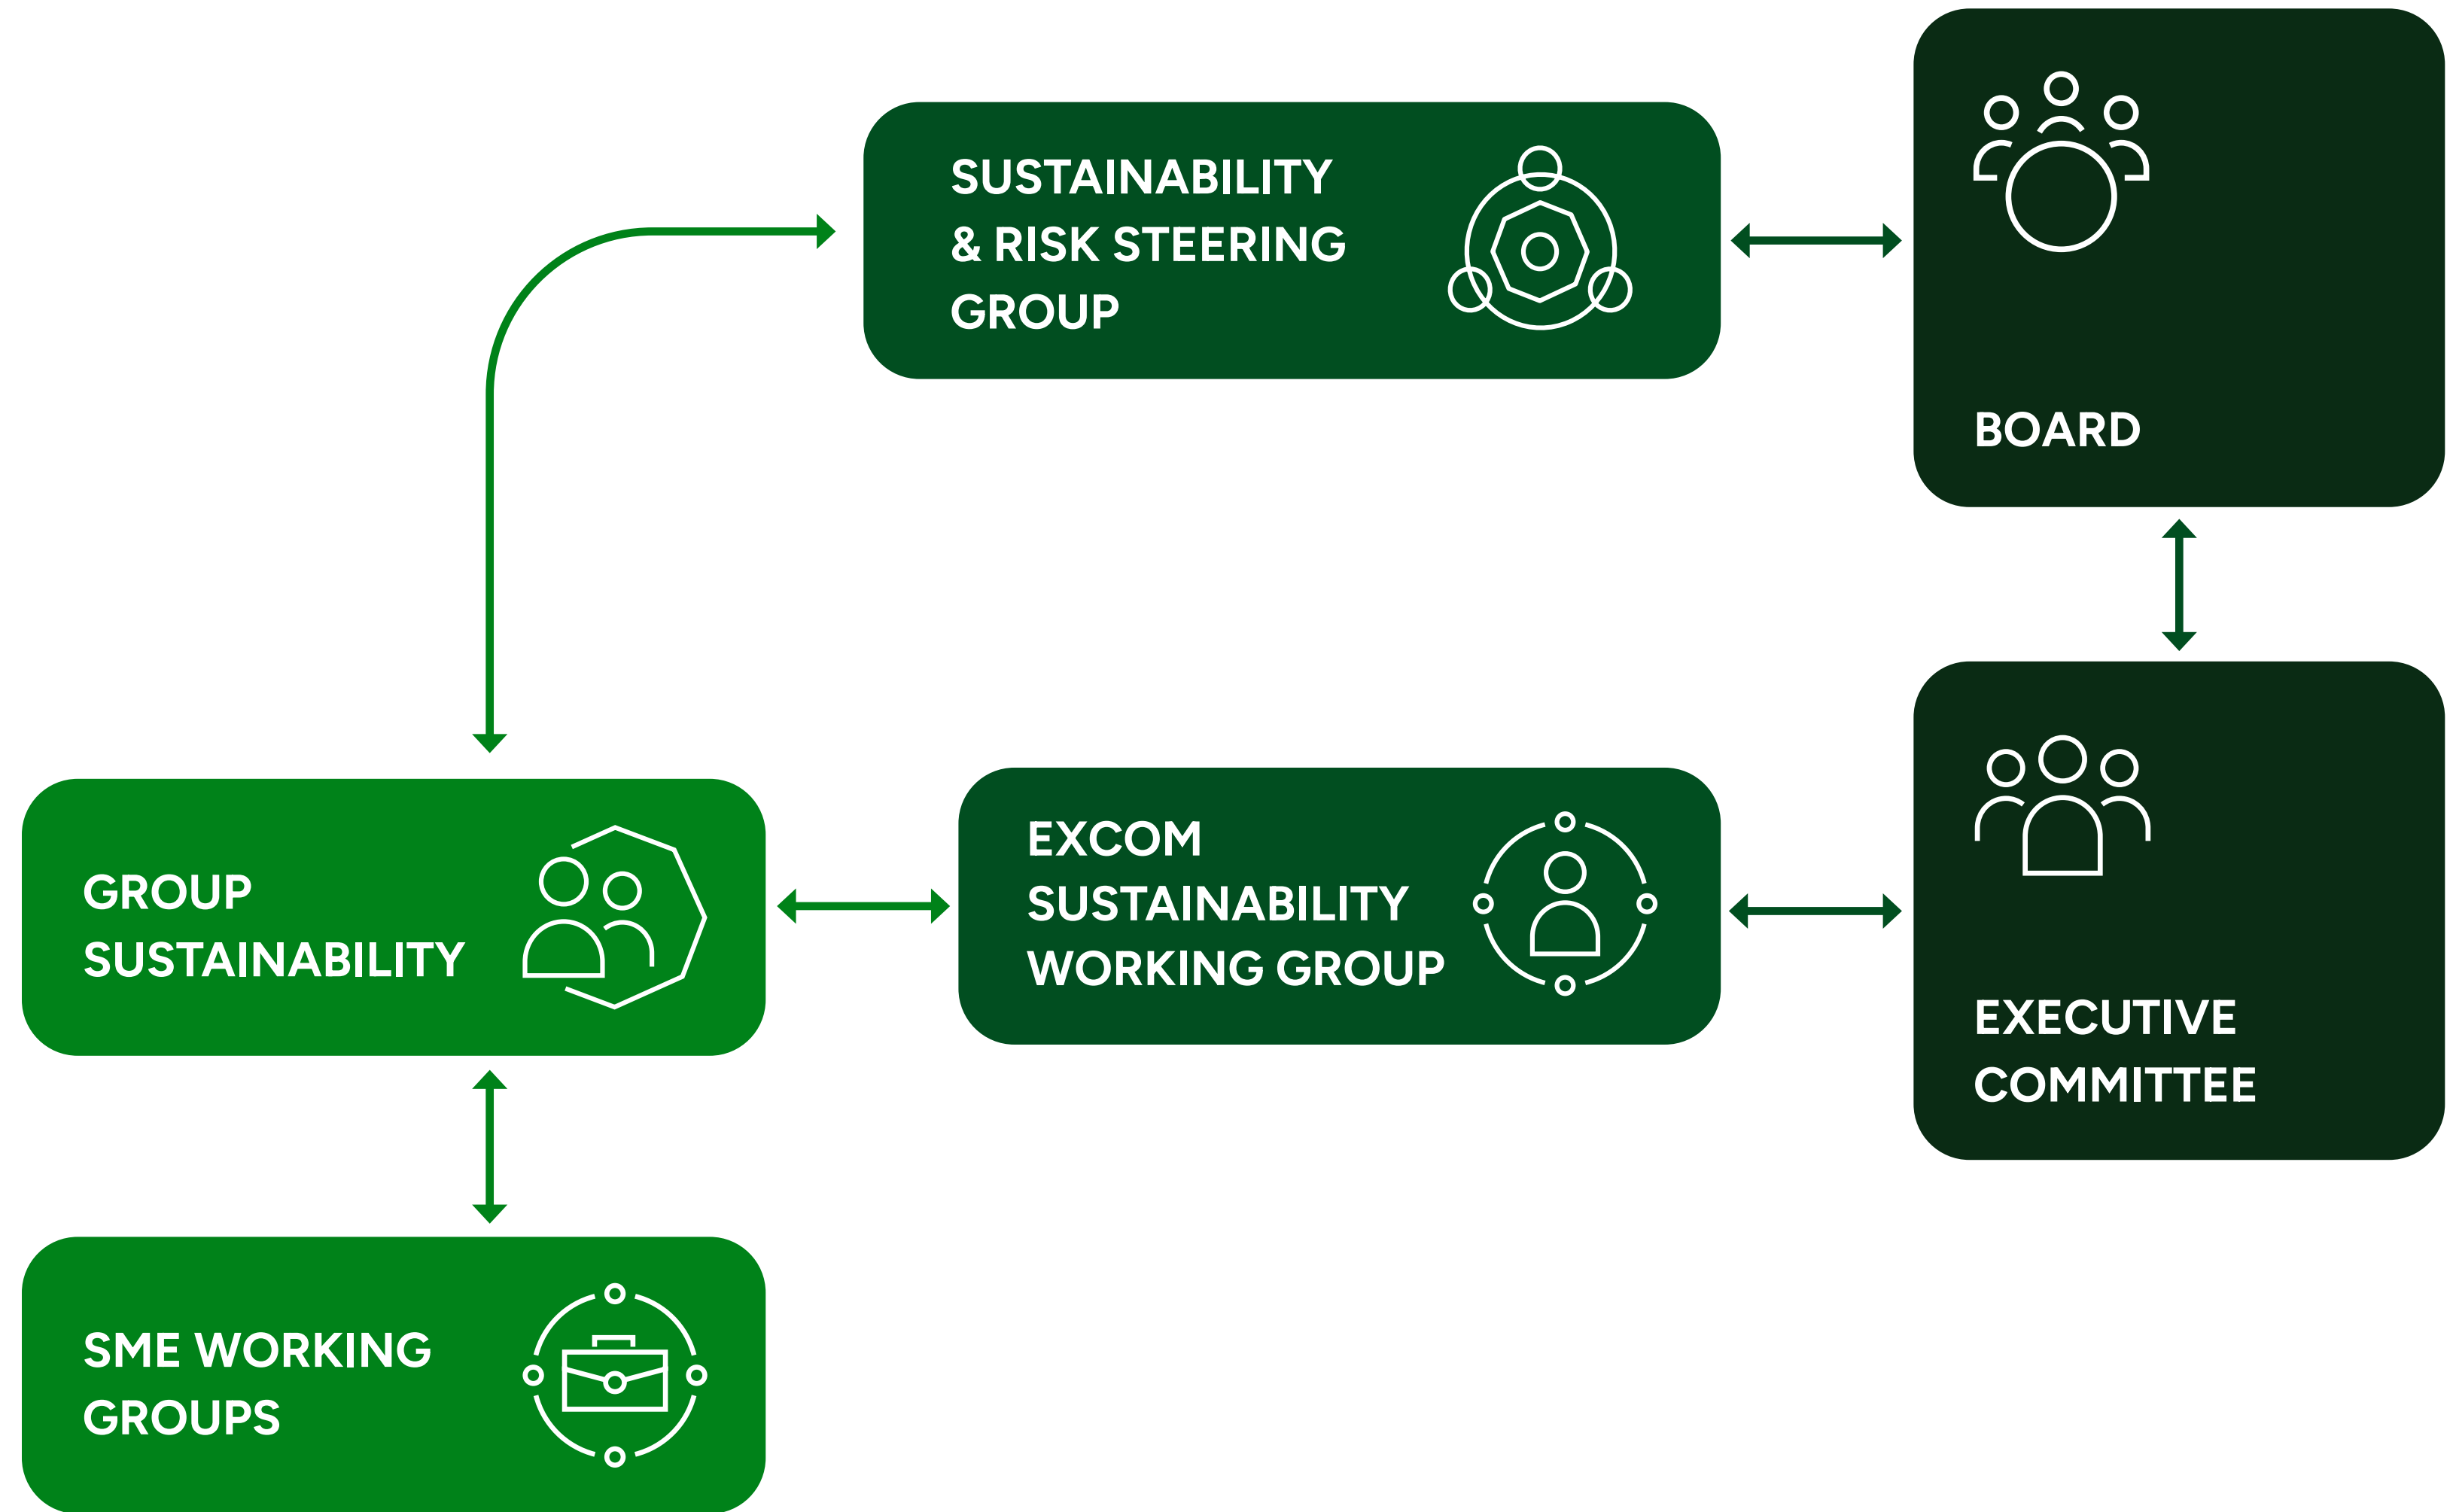 SUSTAINABILITY
& RISK STEERING
GROUP
BOARD
GROUP
SUSTAINABILITY
EXCOM
SUSTAINABILITY
WORKING GROUP
EXECUTIVE
COMMITTEE
SME WORKING
GROUPS